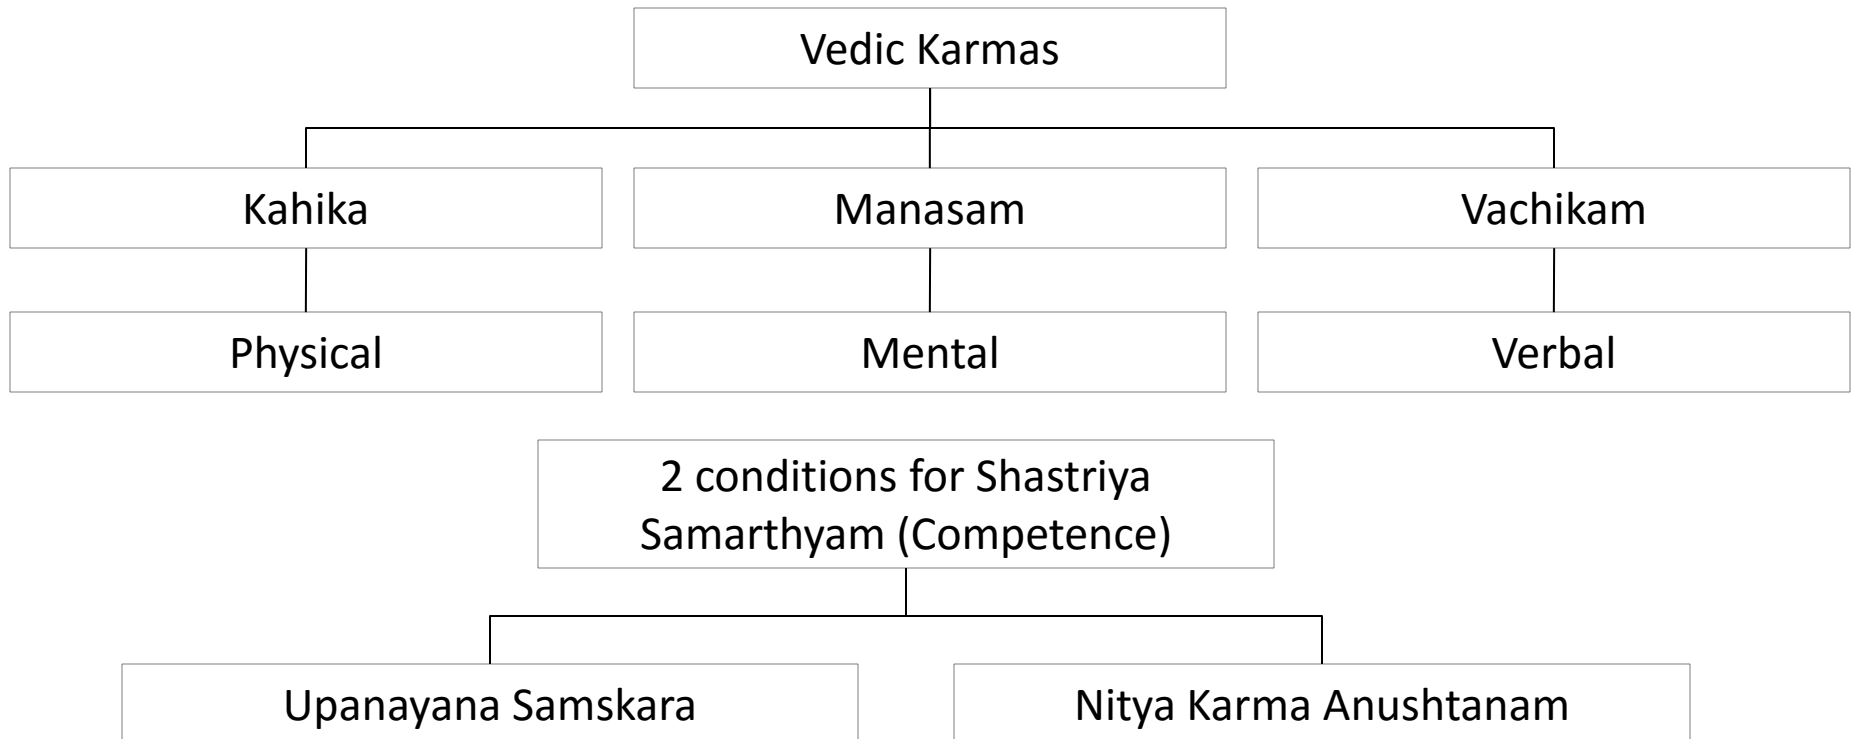 Vedic Karmas
Kahika
Manasam
Vachikam
Physical
Mental
Verbal
2 conditions for Shastriya
Samarthyam (Competence)
Upanayana Samskara
Nitya Karma Anushtanam